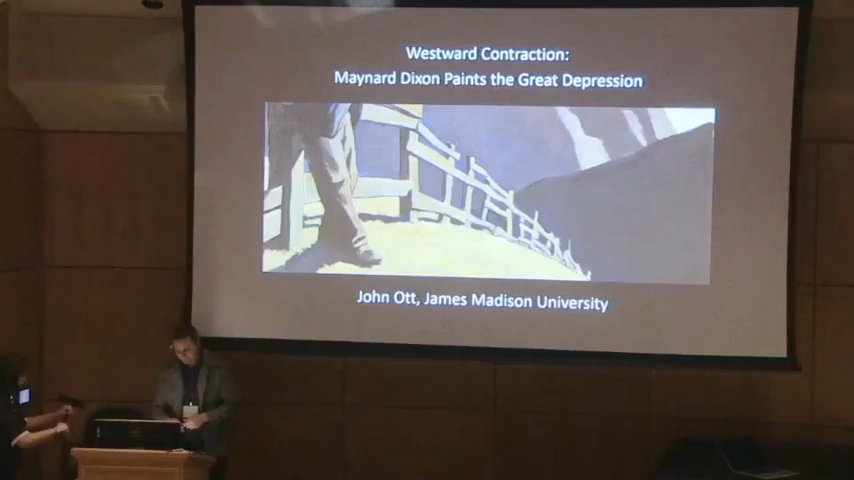 Westward Contraction:
Maynard Dixon Paints the Great Depression
John Ott, James Madison University